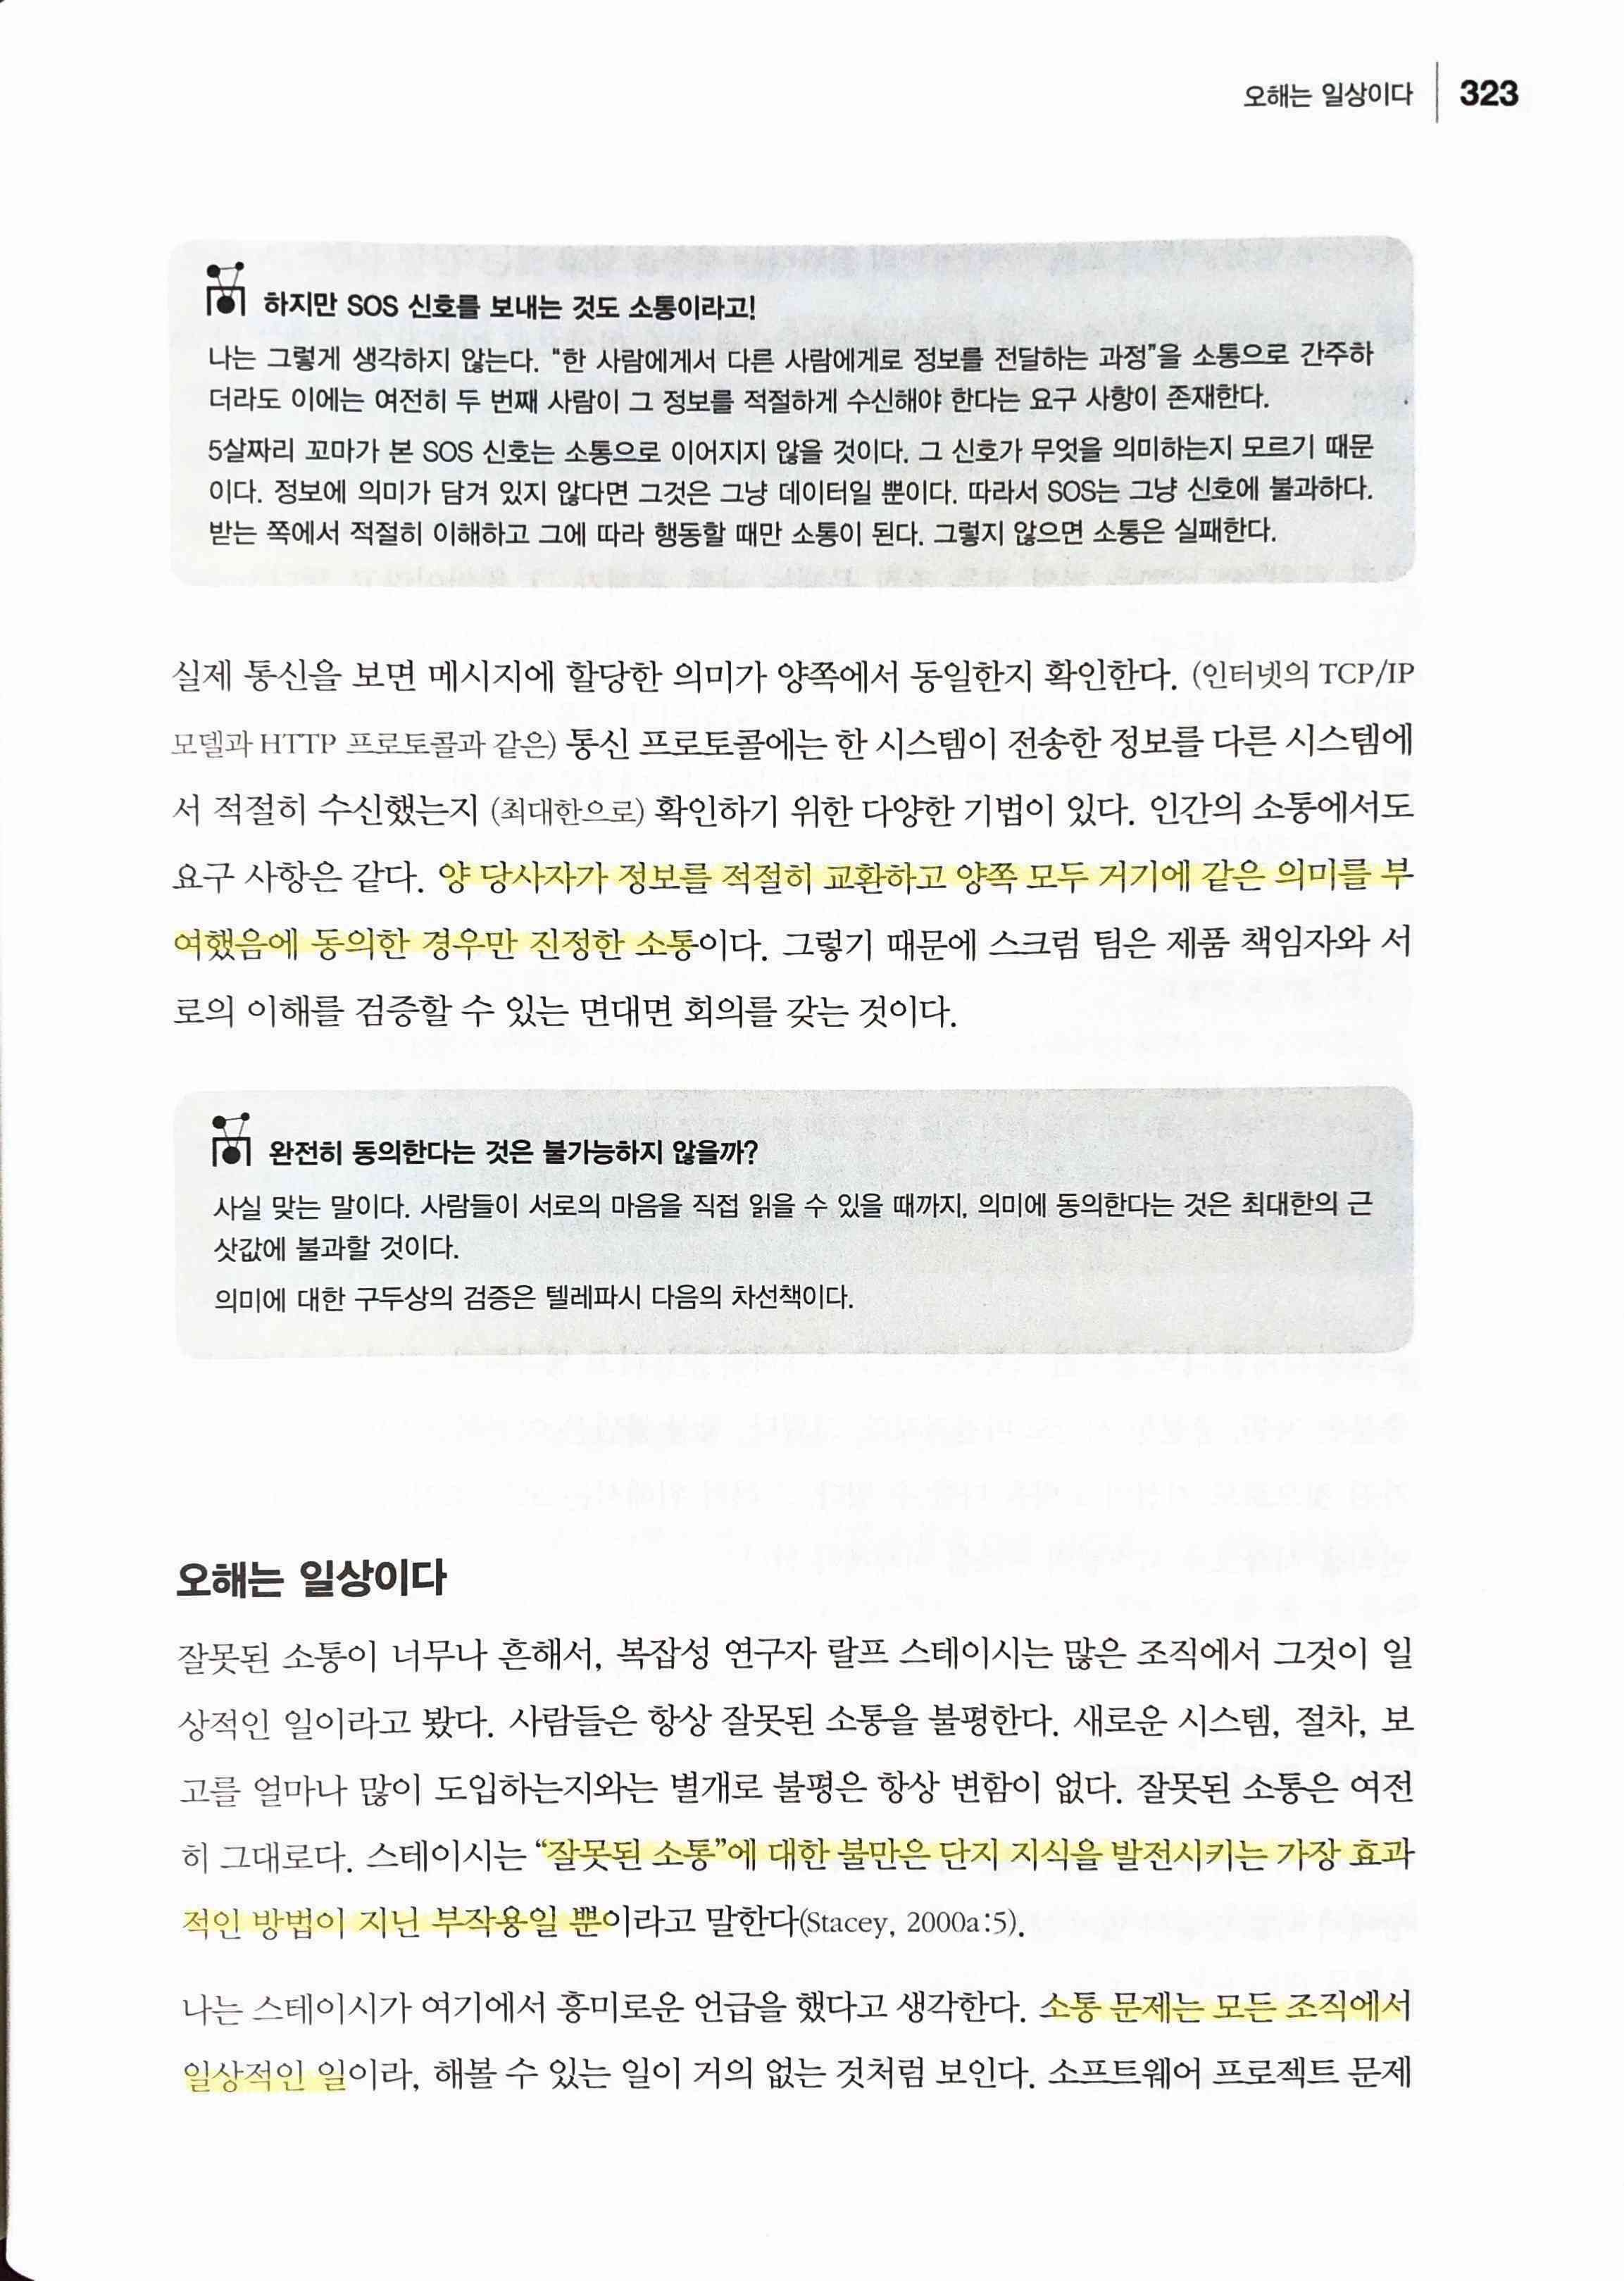 오해는 일상이다 323
하지만 SOS 신호를 보내는 것도 소통이라고!
나는 그렇게 생각하지 않는다. “한 사람에게서 다른 사람에게로 정보를 전달하는 과정”을 소통으로 간주하
더라도 이에는 여전히 두 번째 사람이 그 정보를 적절하게 수신해야 한다는 요구 사항이 존재한다.
5살짜리 꼬마가 본 SOS 신호는 소통으로 이어지지 않을 것이다. 그 신호가 무엇을 의미하는지 모르기 때문
이다. 정보에 의미가 담겨 있지 않다면 그것은 그냥 데이터일 뿐이다. 따라서 SOS는 그냥 신호에 불과하다.
받는 쪽에서 적절히 이해하고 그에 따라 행동할 때만 소통이 된다. 그렇지 않으면 소통은 실패한다.
실제 통신을 보면 메시지에 할당한 의미가 양쪽에서 동일한지 확인한다. (인터넷의 TCP/IP
모델과 HTTP 프로토콜과 같은) 통신 프로토콜에는 한 시스템이 전송한 정보를 다른 시스템에
서 적절히 수신했는지 (최대한으로) 확인하기 위한 다양한 기법이 있다. 인간의 소통에서도
요구 사항은 같다. 양 당사자가 정보를 적절히 교환하고 양쪽 모두 거기에 같은 의미를 부
여했음에 동의한 경우만 진정한 소통이다. 그렇기 때문에 스크럼 팀은 제품 책임자와 서
로의 이해를 검증할 수 있는 면대면 회의를 갖는 것이다.
완전히 동의한다는 것은 불가능하지 않을까?
사실 맞는 말이다. 사람들이 서로의 마음을 직접 읽을 수 있을 때까지, 의미에 동의한다는 것은 최대한의 근
삿값에 불과할 것이다.
의미에 대한 구두상의 검증은 텔레파시 다음의 차선책이다.
오해는 일상이다
잘못된 소통이 너무나 흔해서, 복잡성 연구자 랄프 스테이시는 많은 조직에서 그것이 일
상적인 일이라고 봤다. 사람들은 항상 잘못된 소통을 불평한다. 새로운 시스템, 절차, 보
고를 얼마나 많이 도입하는지와는 별개로 불평은 항상 변함이 없다. 잘못된 소통은 여전
히 그대로다. 스테이시는 “잘못된 소통”에 대한 불만은 단지 지식을 발전시키는 가장 효과
적인 방법이 지닌 부작용일 뿐이라고 말한다(Stacey, 2000a:5).
나는 스테이시가 여기에서 흥미로운 언급을 했다고 생각한다. 소통 문제는 모든 조직에서
일상적인 일이라, 해볼 수 있는 일이 거의 없는 것처럼 보인다. 소프트웨어 프로젝트 문제